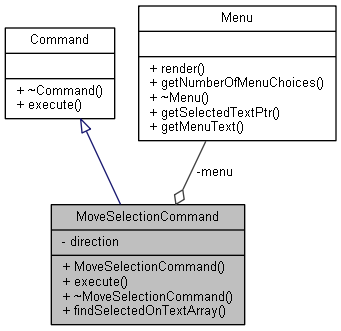 Command
+ ~Command()
+ execute()
Menu
+ render()
+ getNumberOfMenuChoices()
+ ~Menu()
+ getSelectedTextPtr()
+ getMenuText()
-menu
MoveSelectionCommand
- direction
+ MoveSelectionCommand()
+ execute()
+ ~MoveSelectionCommand()
+ findSelectedOnTextArray()